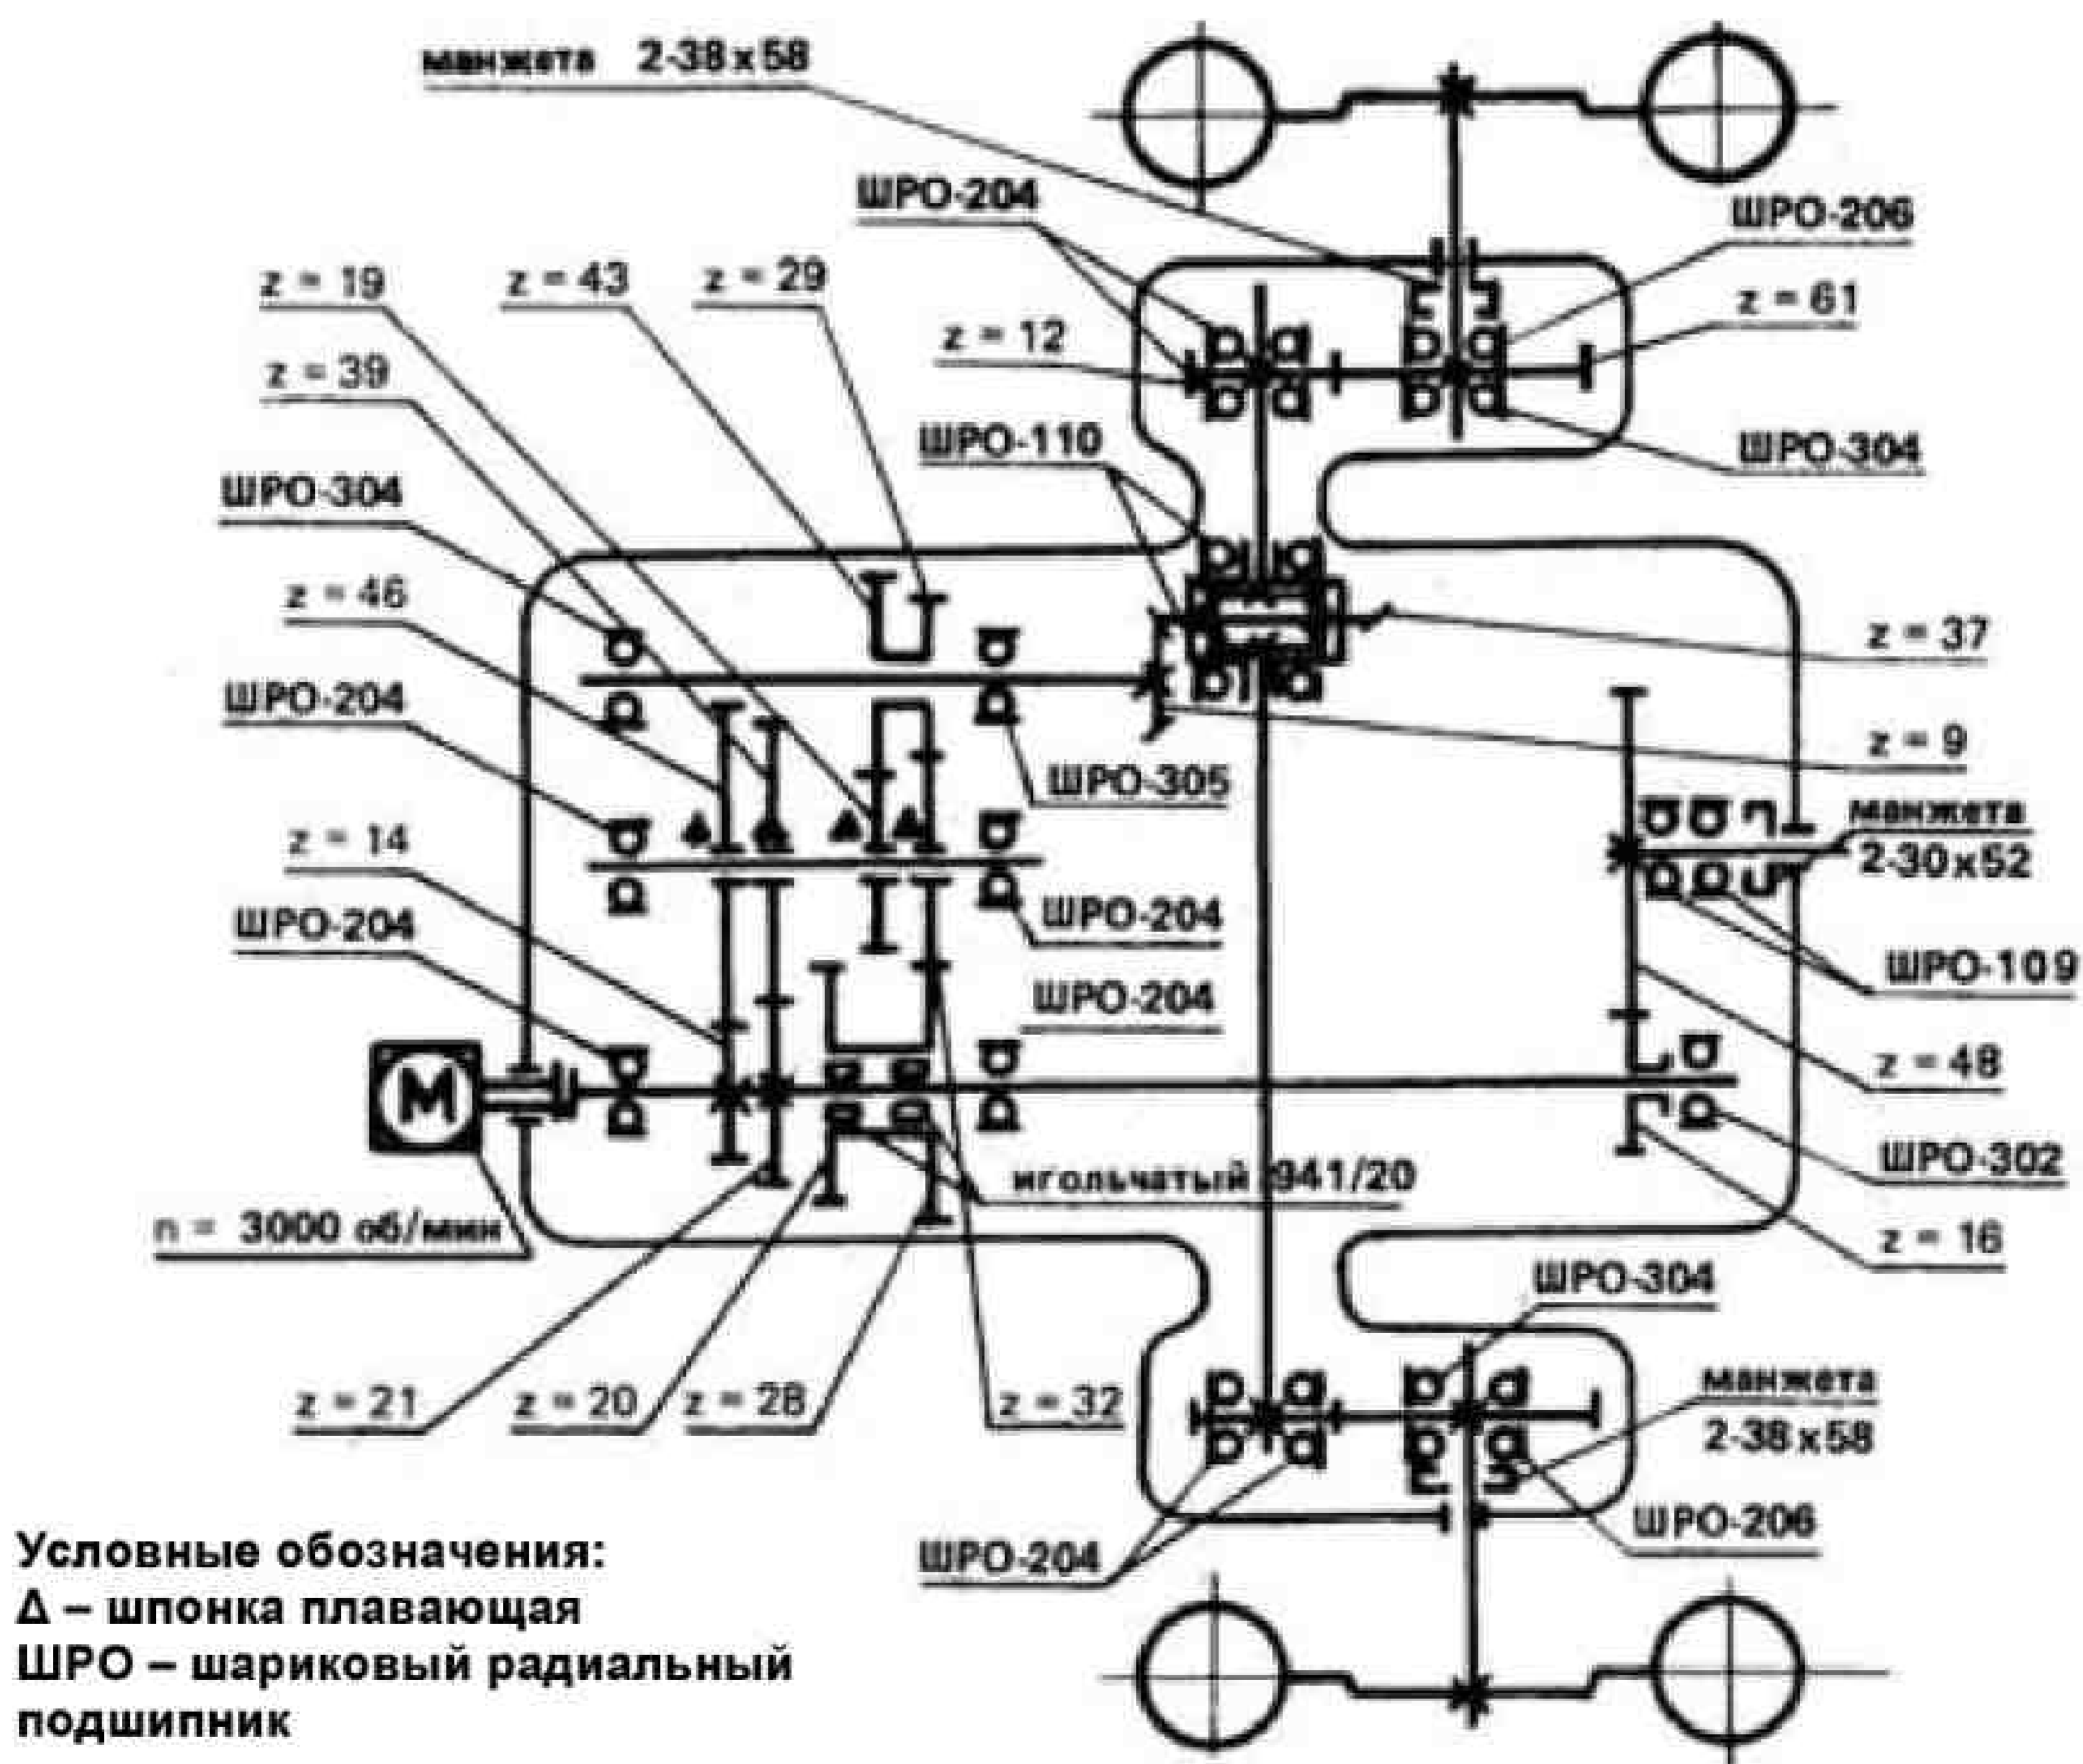 манжета 2-38х58
ШРО-204
ШРО-206
z = 19
z = 43
z = 29
z = 61
z = 12
z = 39
ШРО-110
ШРО-304
ШРО-304
z = 46
z = 37
ШРО-204
z = 9
ШРО-305
манжета
2-30х52
z = 14
ШРО-204
ШРО-204
ШРО-109
ШРО-204
z = 48
М
ШРО-302
игольчатый 941/20
n = 3000 об/мин
z = 16
ШРО-304
z = 21
z = 20
z = 28
z = 32
манжета
2-38х58
ШРО-204
ШРО-206
Условные обозначения:
Δ – шпонка плавающая
ШРО – шариковый радиальный
подшипник